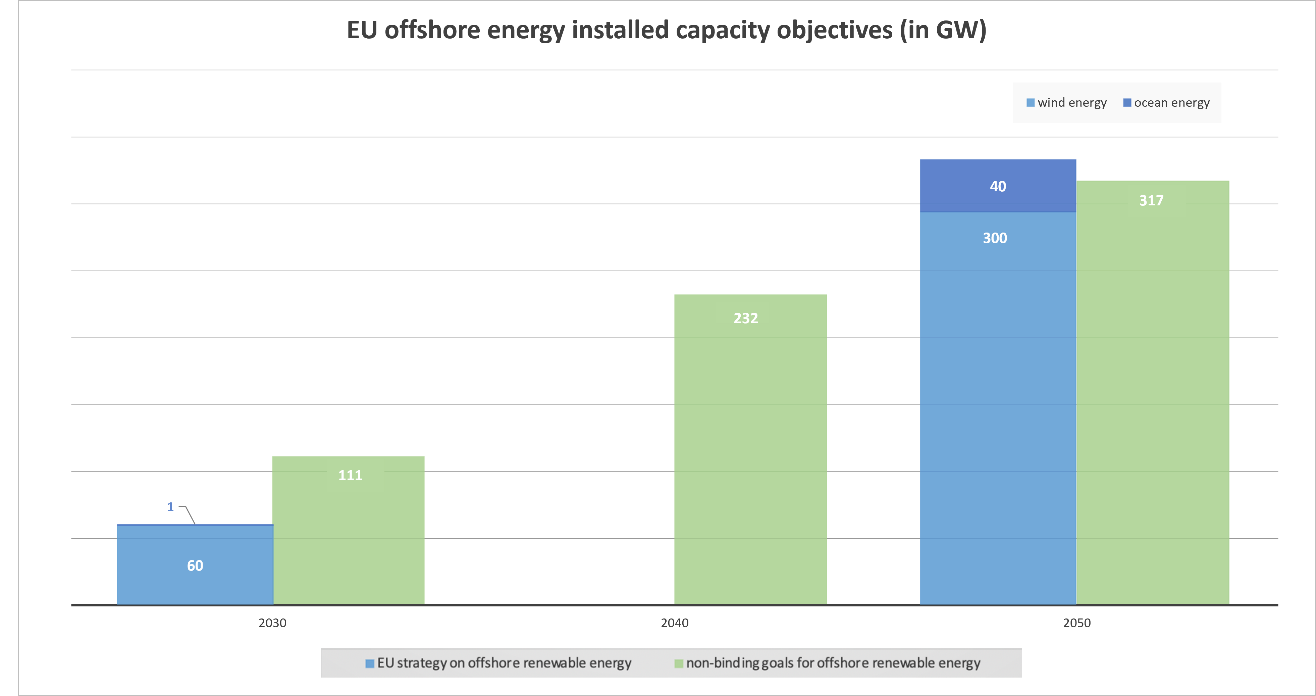 EU offshore energy installed capacity objectives (in GW)
wind energy ocean energy
40
317
300
232
111
1
60
2030 2040 2050
EU strategy on offshore renewable energy non-binding goals for offshore renewable energy